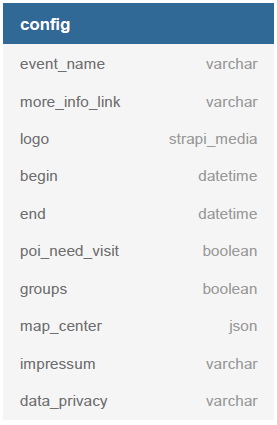 config
event_name varchar
more_info_link varchar
logo strapi_media
begin datetime
end datetime
poi_need_visit boolean
groups boolean
map_center json
impressum varchar
data_privacy varchar